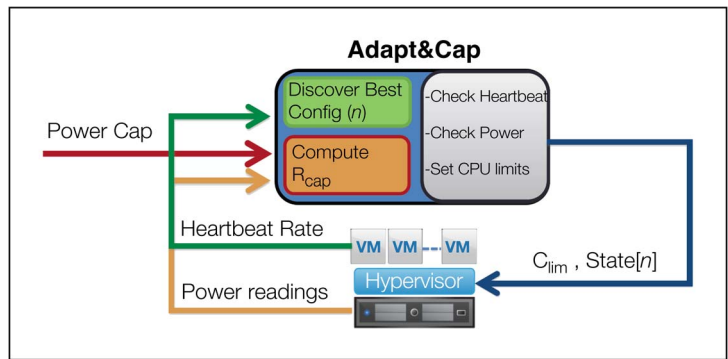 Adapt&Cap
Discover Best
Config (n)
Compute
Rcap
-Check Heartbeat
-Check Power
-Set CPU limits
Power Cap
Heartbeat Rate
VM VM VM
Hypervisor
Power readings
Clim , State[n]